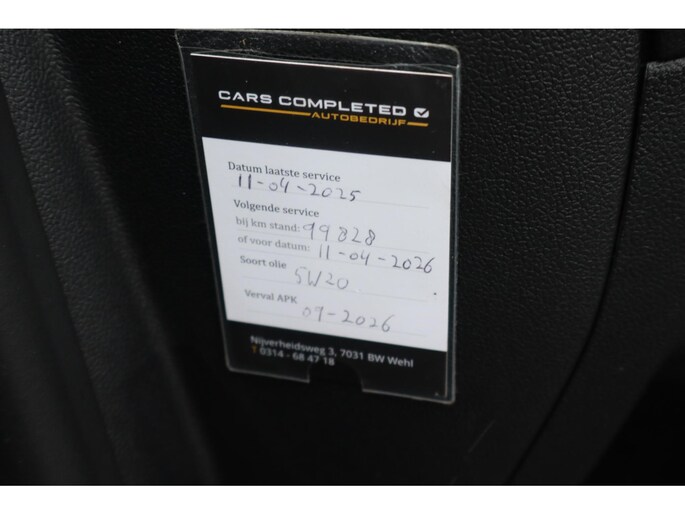 CARS COMPLETED
AUTOBEDRIJF
Datum laatste service
11-04-2025
Volgende service
bij km stand: 99828
of voor datum: 11-04-2026
Soort olie 5W20
Verval APK 07-2026
Nijverheidsweg 3, 7031 BW Wehl
T 0314 - 68 47 18